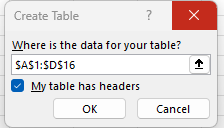 Create Table
?
Where is the data for your table?
$A$1:$D$16
My table has headers
OK
Cancel